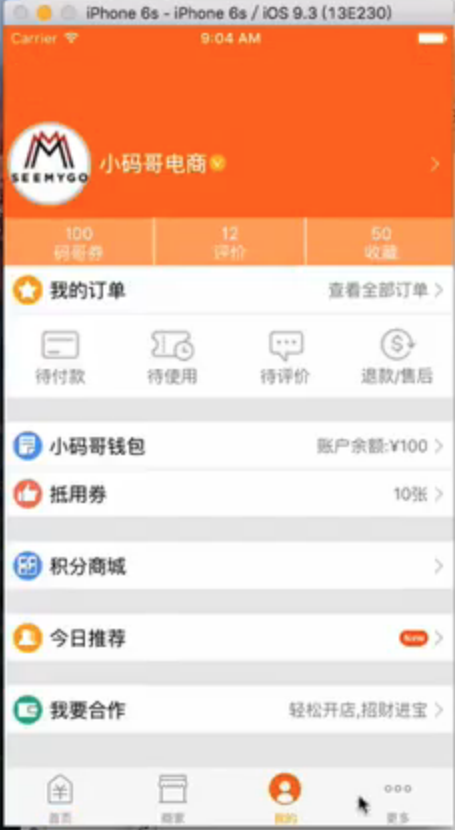 iPhone 6s - iPhone 6s / iOS 9.3 (13E230)
Carrier 9:04 AM
SEEMYGO
小码哥电商
100 12 50
码哥券 评价 收藏
我的订单 查看全部订单
待付款 待使用 待评价 退款/售后
小码哥钱包 账户余额:¥100
抵用券 10张
积分商城
今日推荐 New
我要合作 轻松开店,招财进宝
首页 商家 我的 更多